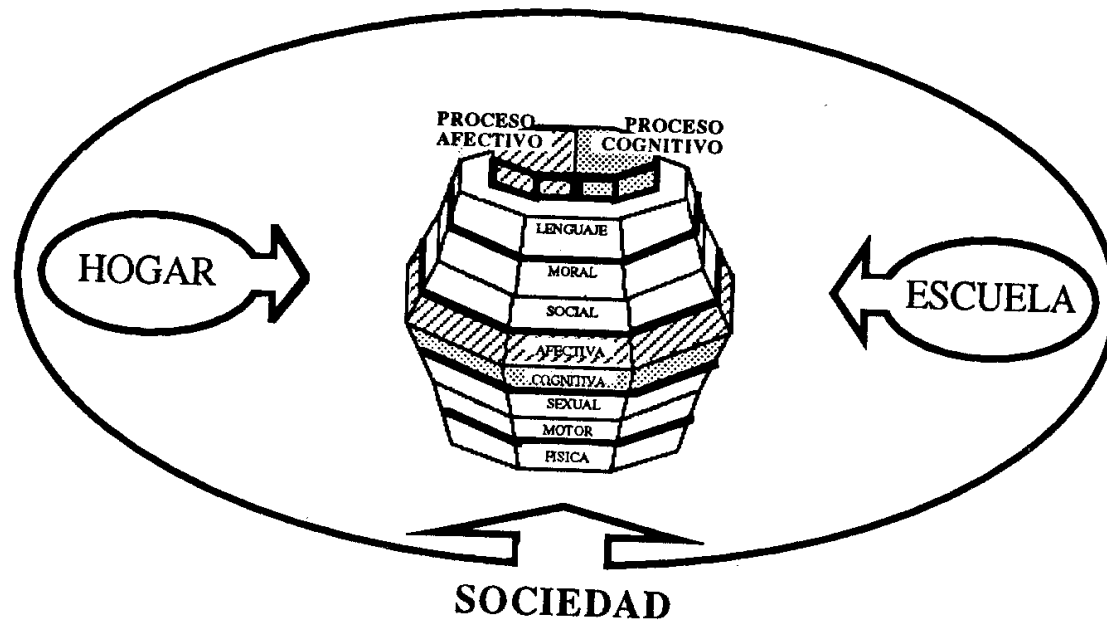 PROCESO
AFECTIVO
PROCESO
COGNITIVO
LENGUAJE
MORAL
SOCIAL
AFECTIVA
COGNITIVA
SEXUAL
MOTOR
FISICA
HOGAR
ESCUELA
SOCIEDAD